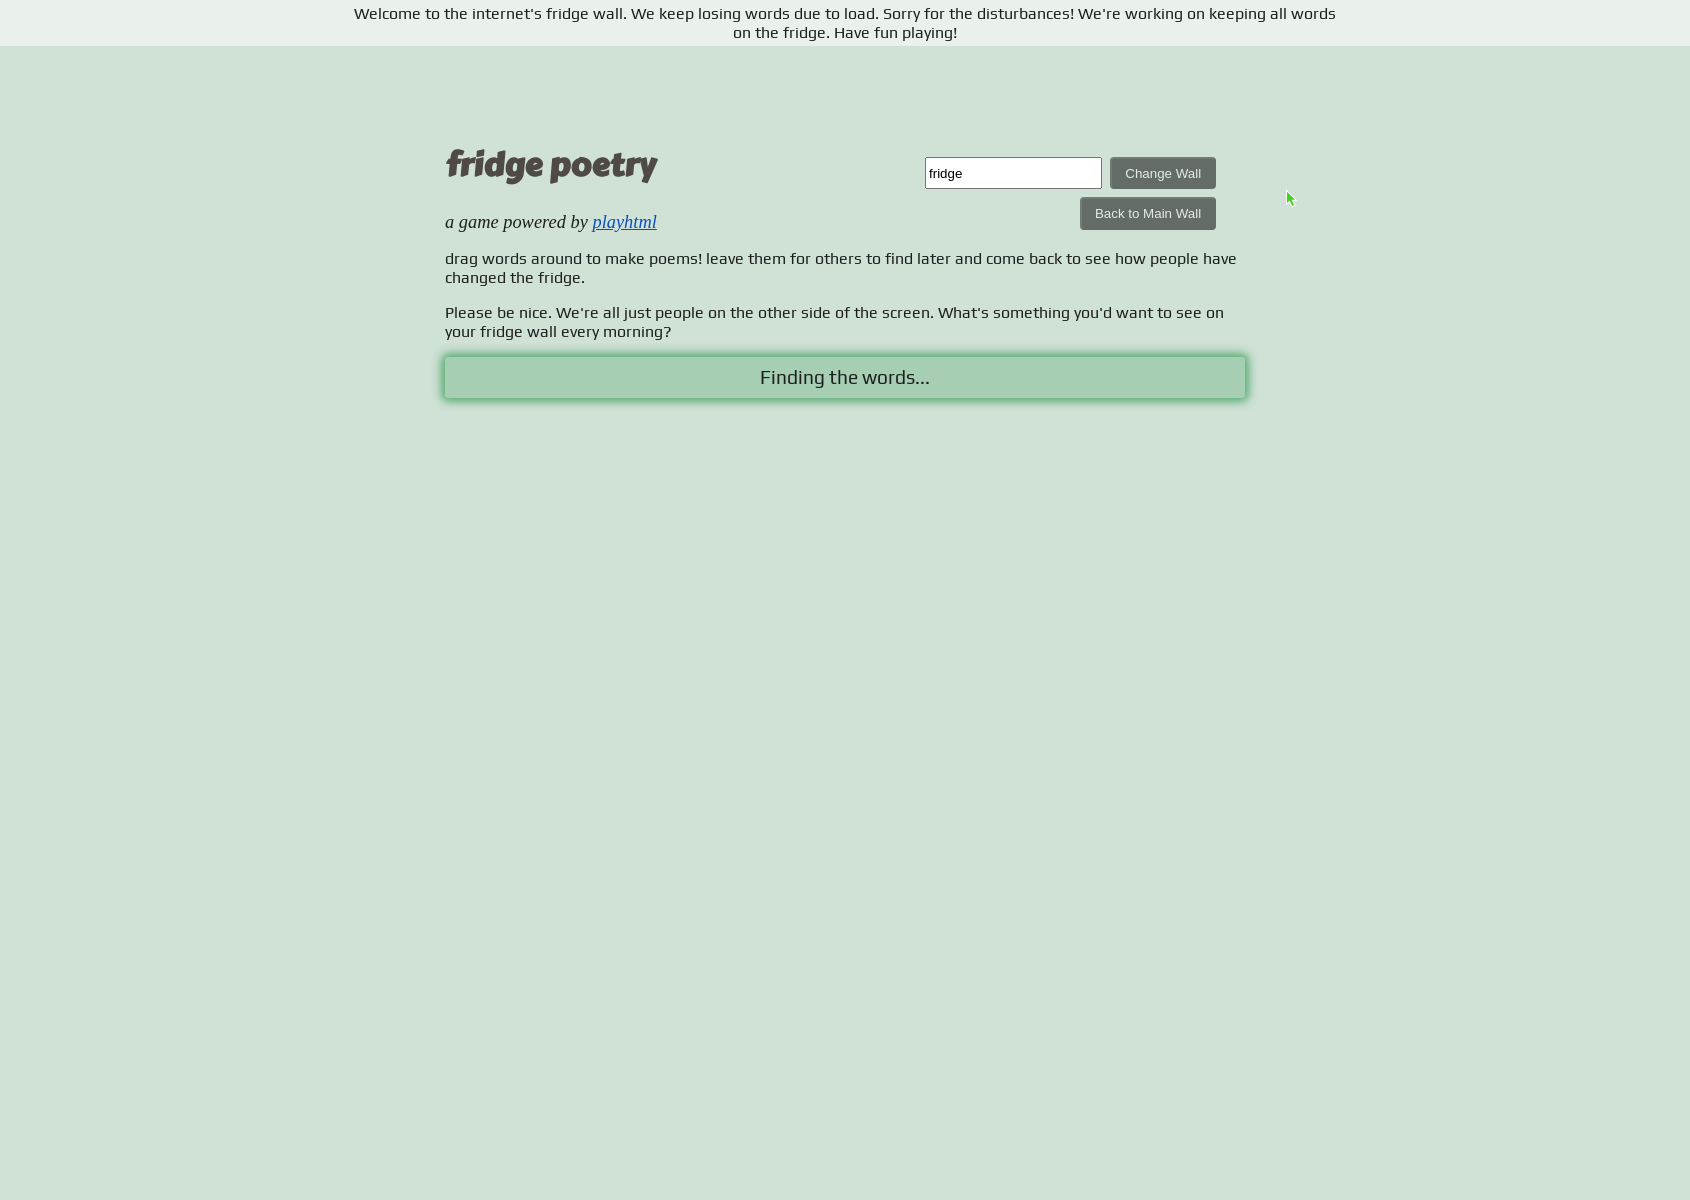 Welcome to the internet's fridge wall. We keep losing words due to load. Sorry for the disturbances! We're working on keeping all words
on the fridge. Have fun playing!
fridge poetry
fridge
Change Wall
Back to Main Wall
a game powered by playhtml
drag words around to make poems! leave them for others to find later and come back to see how people have
changed the fridge.
Please be nice. We're all just people on the other side of the screen. What's something you'd want to see on
your fridge wall every morning?
Finding the words...